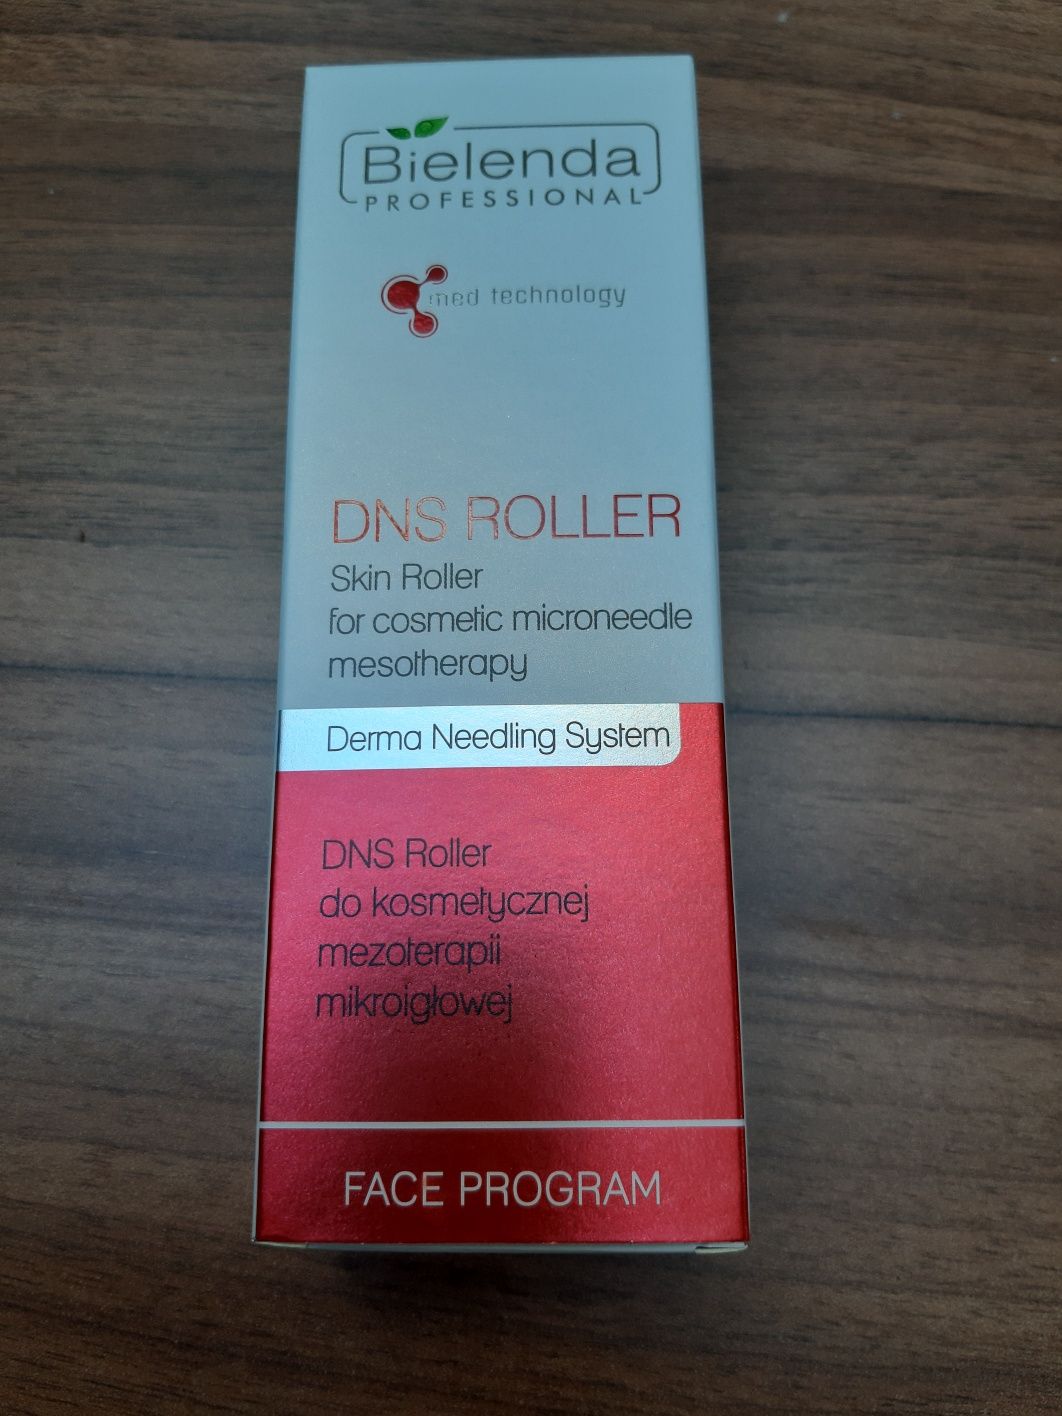 Bielenda
PROFESSIONAL
med technology
DNS ROLLER
Skin Roller
for cosmetic microneedle
mesotherapy
Derma Needling System
DNS Roller
do kosmetycznej
mezoterapii
mikroigłowej
FACE PROGRAM